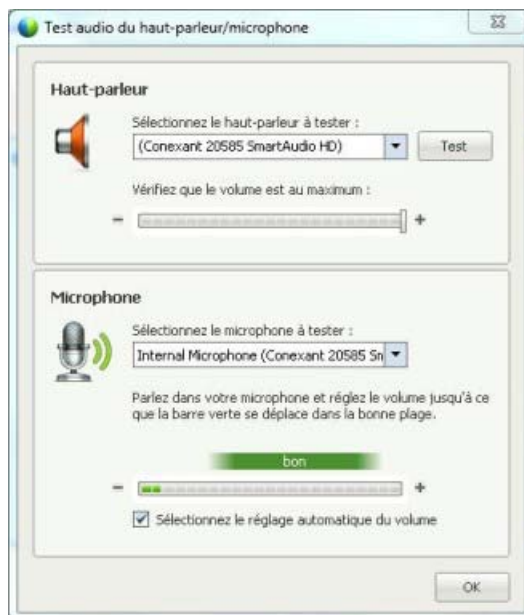 Test audio du haut-parleur/microphone
Haut-parleur
Sélectionnez le haut-parleur à tester :
(Conexant 20585 SmartAudio HD)
Test
Vérifiez que le volume est au maximum :
- +
Microphone
Sélectionnez le microphone à tester :
Internal Microphone (Conexant 20585 Sn
Parlez dans votre microphone et réglez le volume jusqu'à ce
que la barre verte se déplace dans la bonne plage.
bon
- +
Sélectionnez le réglage automatique du volume
OK